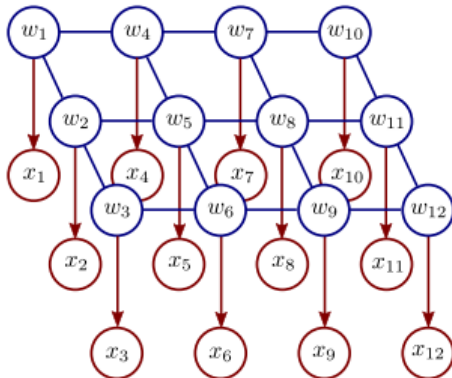 w₁ w₄ w₇ w₁₀
w₂ w₅ w₈ w₁₁
x₁ x₄ x₇ x₁₀
w₃ w₆ w₉ w₁₂
x₂ x₅ x₈ x₁₁
x₃ x₆ x₉ x₁₂